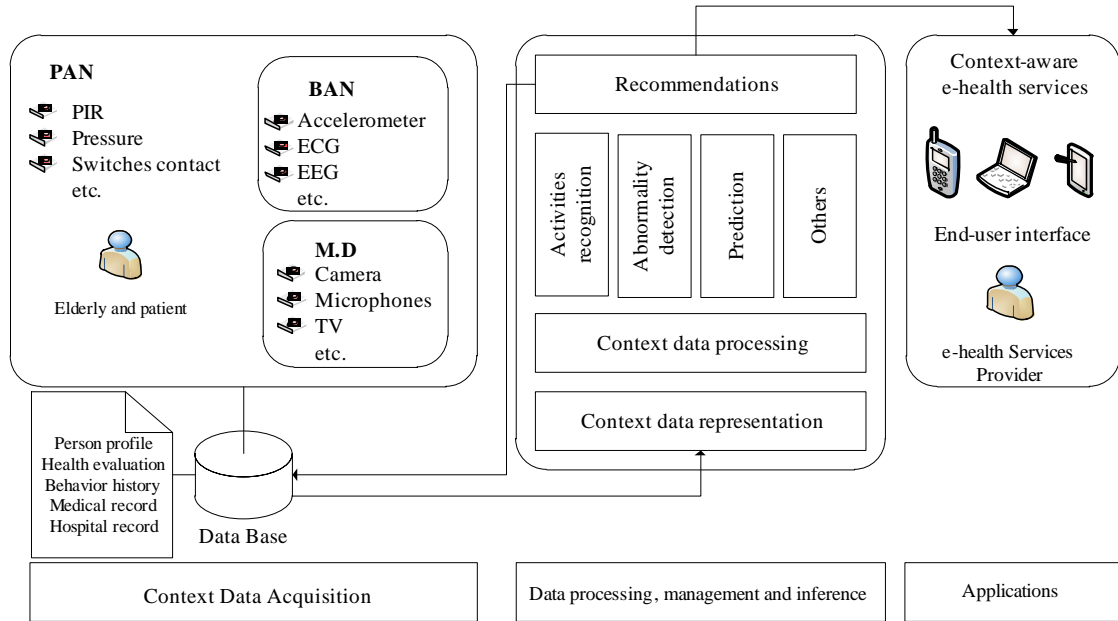 PAN
PIR
Pressure
Switches contact
etc.
Elderly and patient
BAN
Accelerometer
ECG
EEG
etc.
M.D
Camera
Microphones
TV
etc.
Person profile
Health evaluation
Behavior history
Medical record
Hospital record
Data Base
Context Data Acquisition
Recommendations
Activities
recognition
Abnormality
detection
Prediction
Others
Context data processing
Context data representation
Data processing, management and inference
Context-aware
e-health services
End-user interface
e-health Services
Provider
Applications